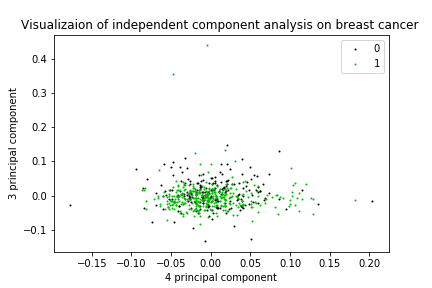 Visualizaion of independent component analysis on breast cancer
0
1
0.4
0.3
0.2
0.1
0.0
−0.1
3 principal component
−0.15 −0.10 −0.05 0.00 0.05 0.10 0.15 0.20
4 principal component